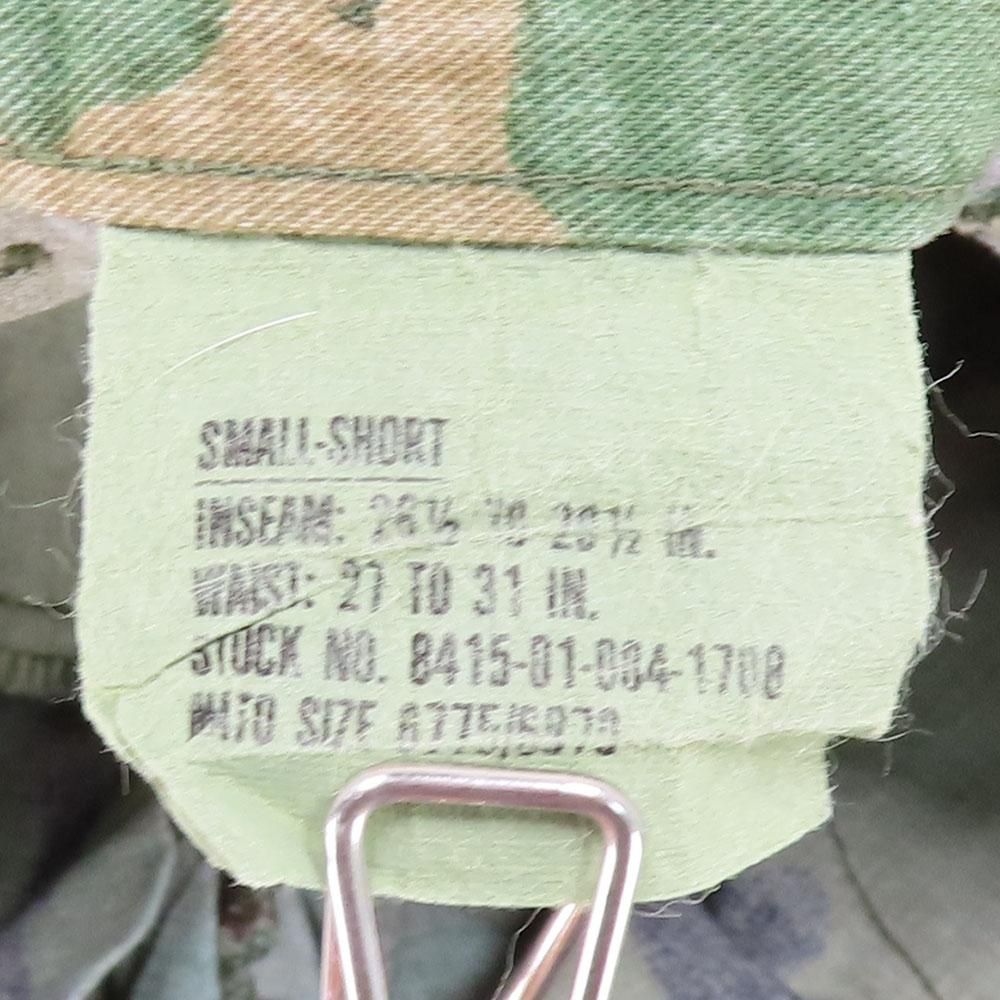 SMALL-SHORT
INSEAM: 26½ TO 29½ IN.
WAIST: 27 TO 31 IN.
STOCK NO. 8415-01-084-1708
NATO SIZE